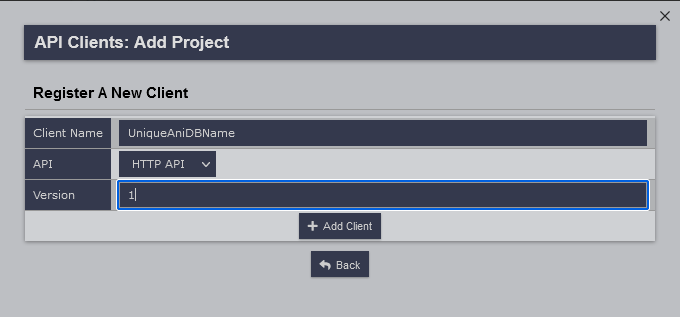 API Clients: Add Project
Register A New Client
Client Name UniqueAniDBName
API HTTP API
Version 1
Add Client
Back